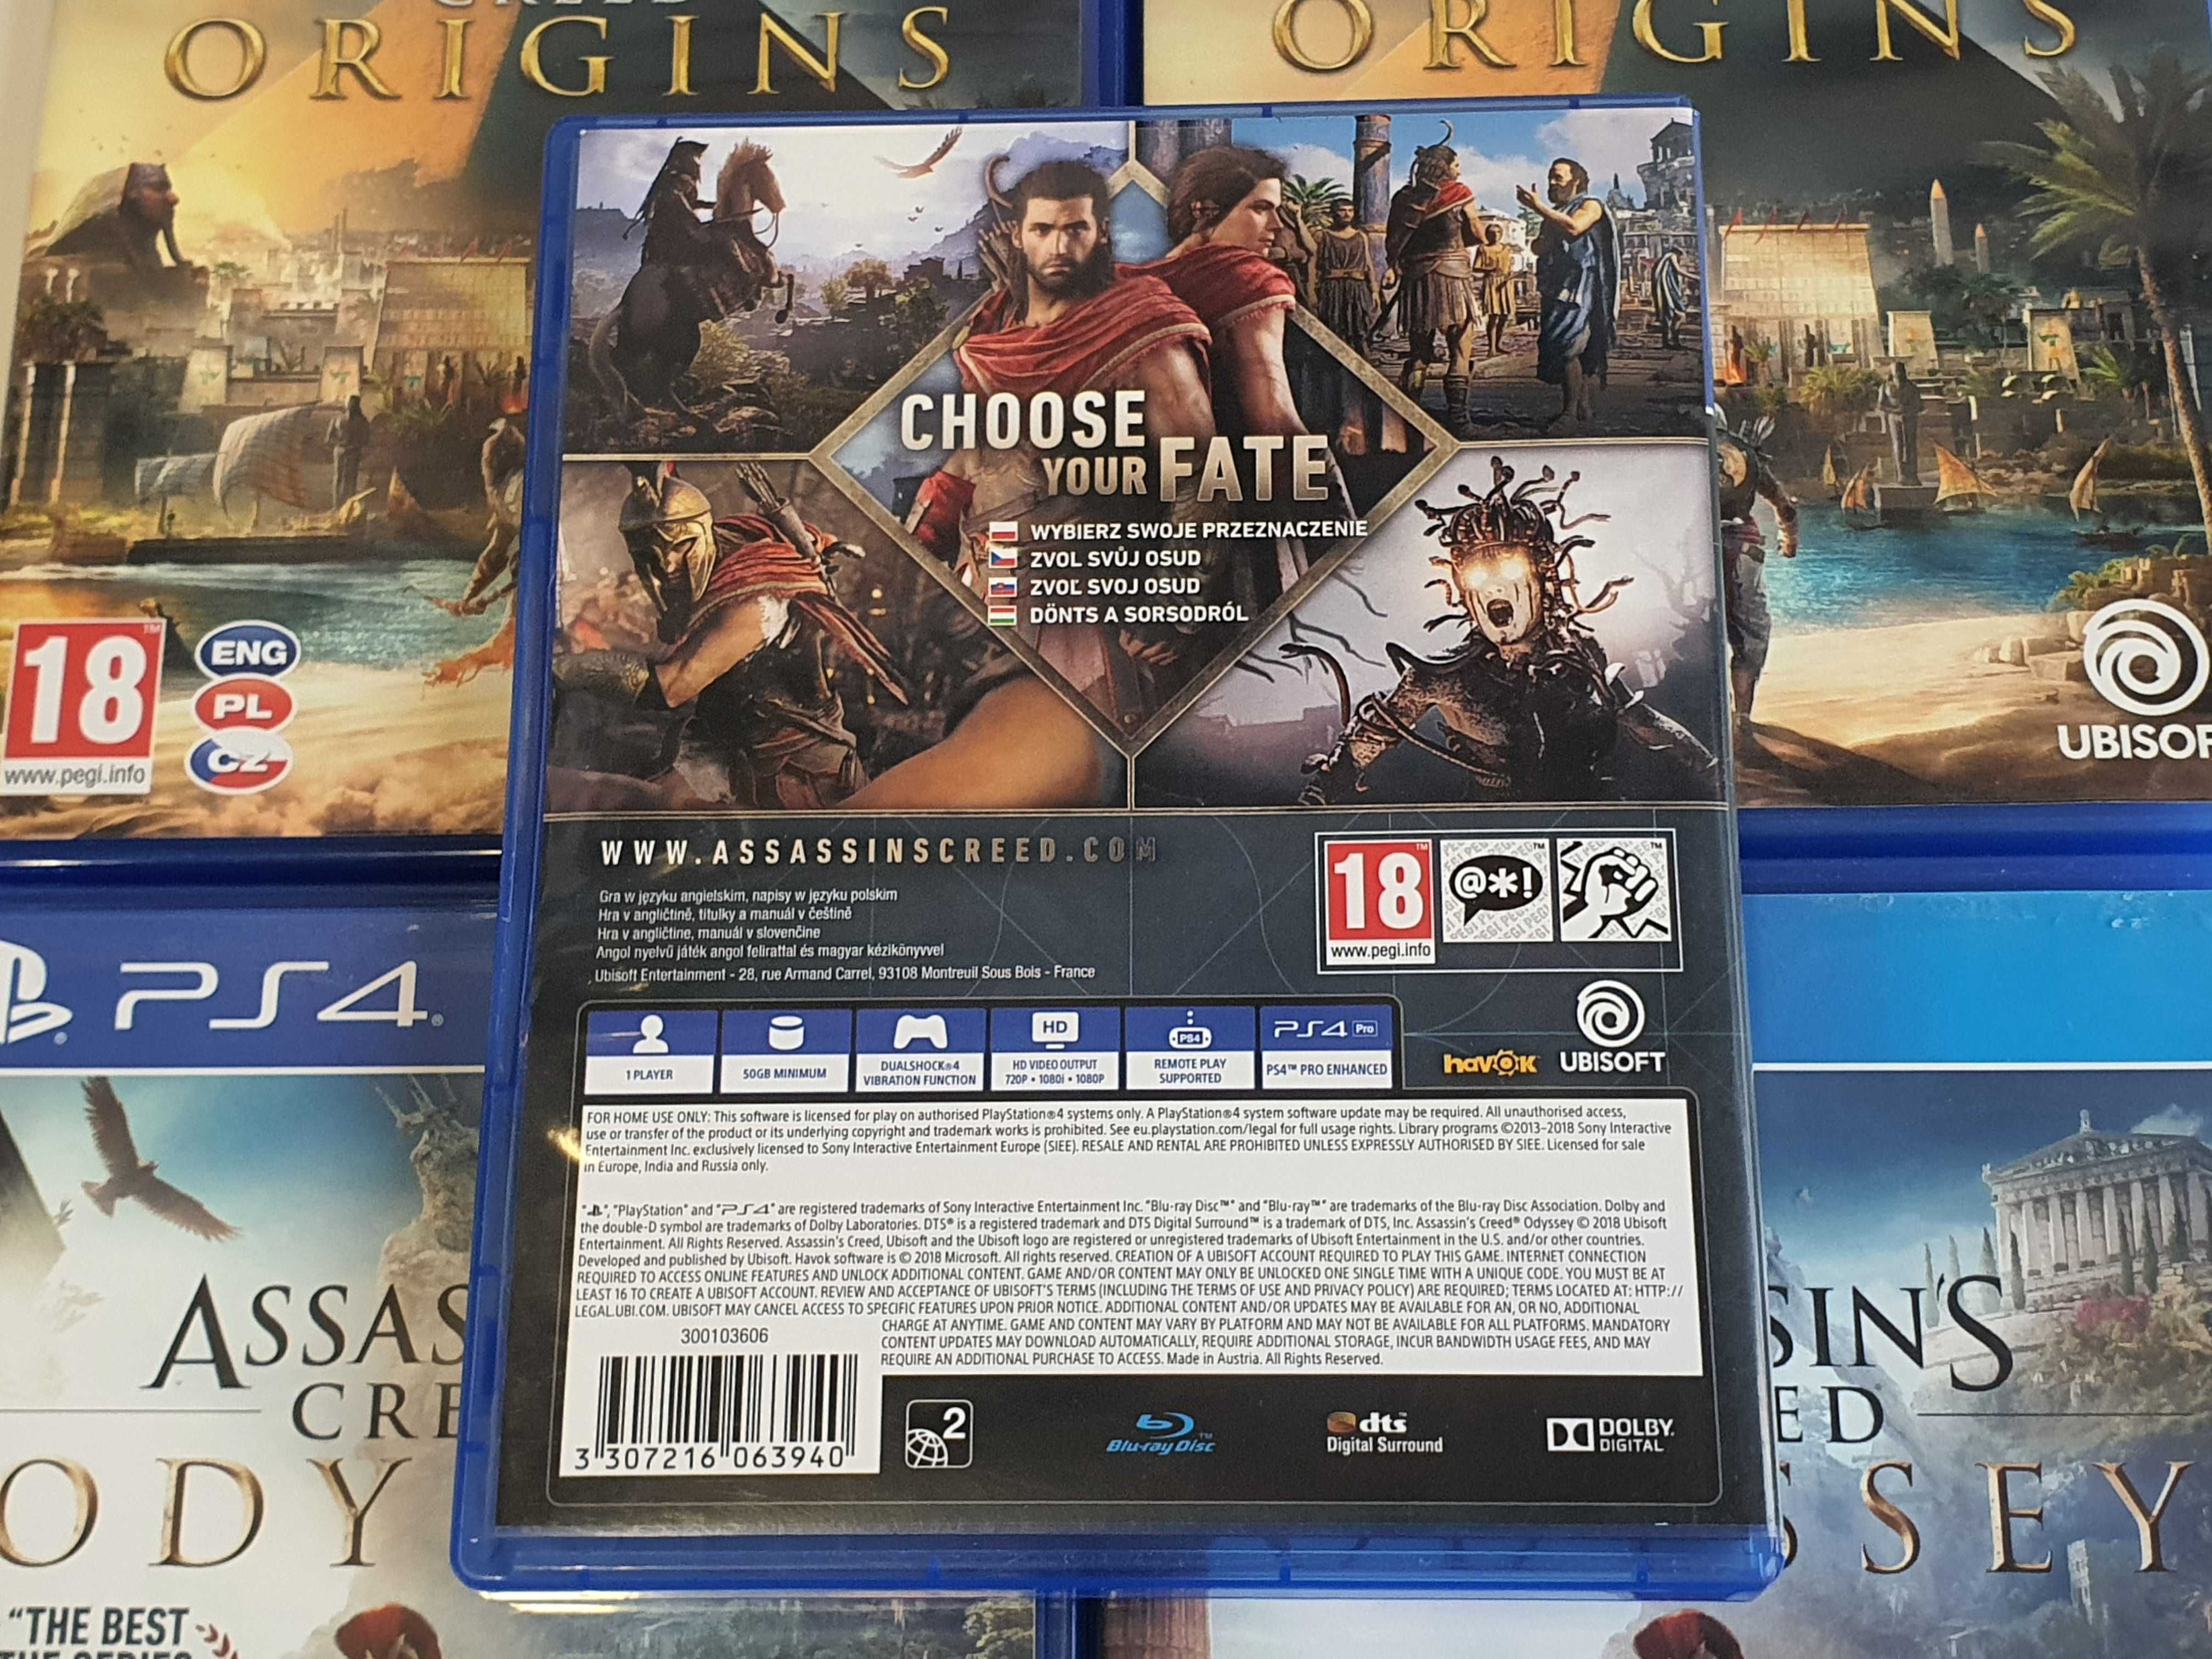 CREED
ORIGINS
ORIGINS
CHOOSE
YOUR FATE
WYBIERZ SWOJE PRZEZNACZENIE
ZVOL SVŮJ OSUD
ZVOĽ SVOJ OSUD
DÖNTS A SORSODRÓL
18™
www.pegi.info
ENG
PL
CZ
UBISOF
WWW.ASSASSINSCREED.COM
Gra w języku angielskim, napisy w języku polskim
Hra v angličtině, titulky a manuál v češtině
Hra v angličtine, manuál v slovenčine
Angol nyelvű játék angol felirattal és magyar kézikönyvvel
Ubisoft Entertainment - 28, rue Armand Carrel, 93108 Montreuil Sous Bois - France
18™
www.pegi.info
@*!
havok
UBISOFT
PS4
1 PLAYER
50GB MINIMUM
DUALSHOCK®4
VIBRATION FUNCTION
HD
HD VIDEO OUTPUT
720P • 1080i • 1080P
PS4
REMOTE PLAY
SUPPORTED
PS4 Pro
PS4™ PRO ENHANCED
FOR HOME USE ONLY: This software is licensed for play on authorised PlayStation®4 systems only. A PlayStation®4 system software update may be required. All unauthorised access,
use or transfer of the product or its underlying copyright and trademark works is prohibited. See eu.playstation.com/legal for full usage rights. Library programs ©2013-2018 Sony Interactive
Entertainment Inc. exclusively licensed to Sony Interactive Entertainment Europe (SIEE). RESALE AND RENTAL ARE PROHIBITED UNLESS EXPRESSLY AUTHORISED BY SIEE. Licensed for sale
in Europe, India and Russia only.
"PlayStation" and "PS4" are registered trademarks of Sony Interactive Entertainment Inc. "Blu-ray Disc™" and "Blu-ray™" are trademarks of the Blu-ray Disc Association. Dolby and
the double-D symbol are trademarks of Dolby Laboratories. DTS® is a registered trademark and DTS Digital Surround™ is a trademark of DTS, Inc. Assassin's Creed® Odyssey © 2018 Ubisoft
Entertainment. All Rights Reserved. Assassin's Creed, Ubisoft and the Ubisoft logo are registered or unregistered trademarks of Ubisoft Entertainment in the U.S. and/or other countries.
Developed and published by Ubisoft. Havok software is © 2018 Microsoft. All rights reserved. CREATION OF A UBISOFT ACCOUNT REQUIRED TO PLAY THIS GAME. INTERNET CONNECTION
REQUIRED TO ACCESS ONLINE FEATURES AND UNLOCK ADDITIONAL CONTENT. GAME AND/OR CONTENT MAY ONLY BE UNLOCKED ONE SINGLE TIME WITH A UNIQUE CODE. YOU MUST BE AT
LEAST 16 TO CREATE A UBISOFT ACCOUNT. REVIEW AND ACCEPTANCE OF UBISOFT'S TERMS (INCLUDING THE TERMS OF USE AND PRIVACY POLICY) ARE REQUIRED; TERMS LOCATED AT: HTTP://
LEGAL.UBI.COM. UBISOFT MAY CANCEL ACCESS TO SPECIFIC FEATURES UPON PRIOR NOTICE. ADDITIONAL CONTENT AND/OR UPDATES MAY BE AVAILABLE FOR AN, OR NO, ADDITIONAL
CHARGE AT ANYTIME. GAME AND CONTENT MAY VARY BY PLATFORM AND MAY NOT BE AVAILABLE FOR ALL PLATFORMS. MANDATORY
CONTENT UPDATES MAY DOWNLOAD AUTOMATICALLY, REQUIRE ADDITIONAL STORAGE, INCUR BANDWIDTH USAGE FEES, AND MAY
REQUIRE AN ADDITIONAL PURCHASE TO ACCESS. Made in Austria. All Rights Reserved.
300103606
3 307216 063940
2
Blu-ray Disc™
dts
Digital Surround
DOLBY
DIGITAL
ASSAS
CRE
ODY
"THE BEST
THE SERIES
SIN'S
ED
SSEY